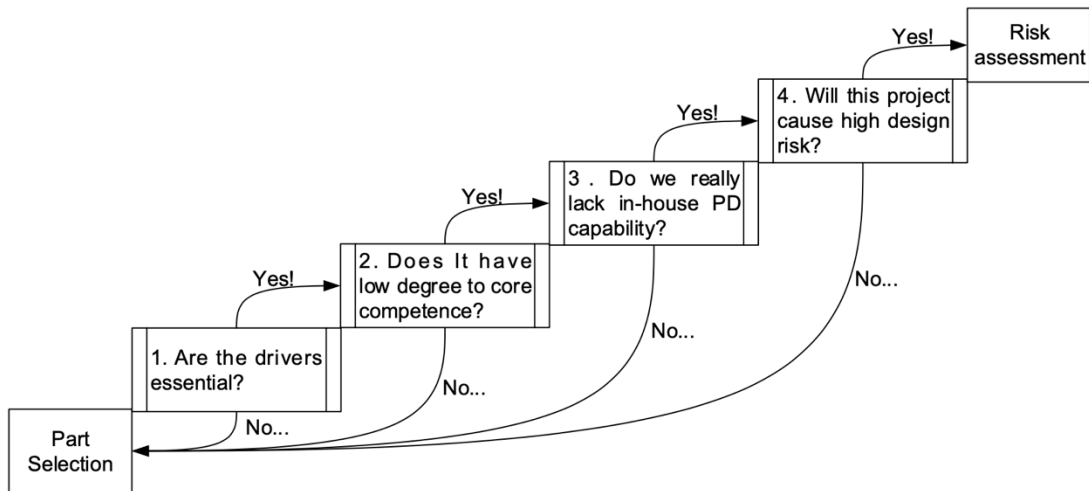 Yes!
Risk
assessment
4. Will this project
cause high design
risk?
Yes!
3. Do we really
lack in-house PD
capability?
Yes!
No...
2. Does It have
low degree to core
competence?
Yes!
No...
1. Are the drivers
essential?
No...
No...
Part
Selection